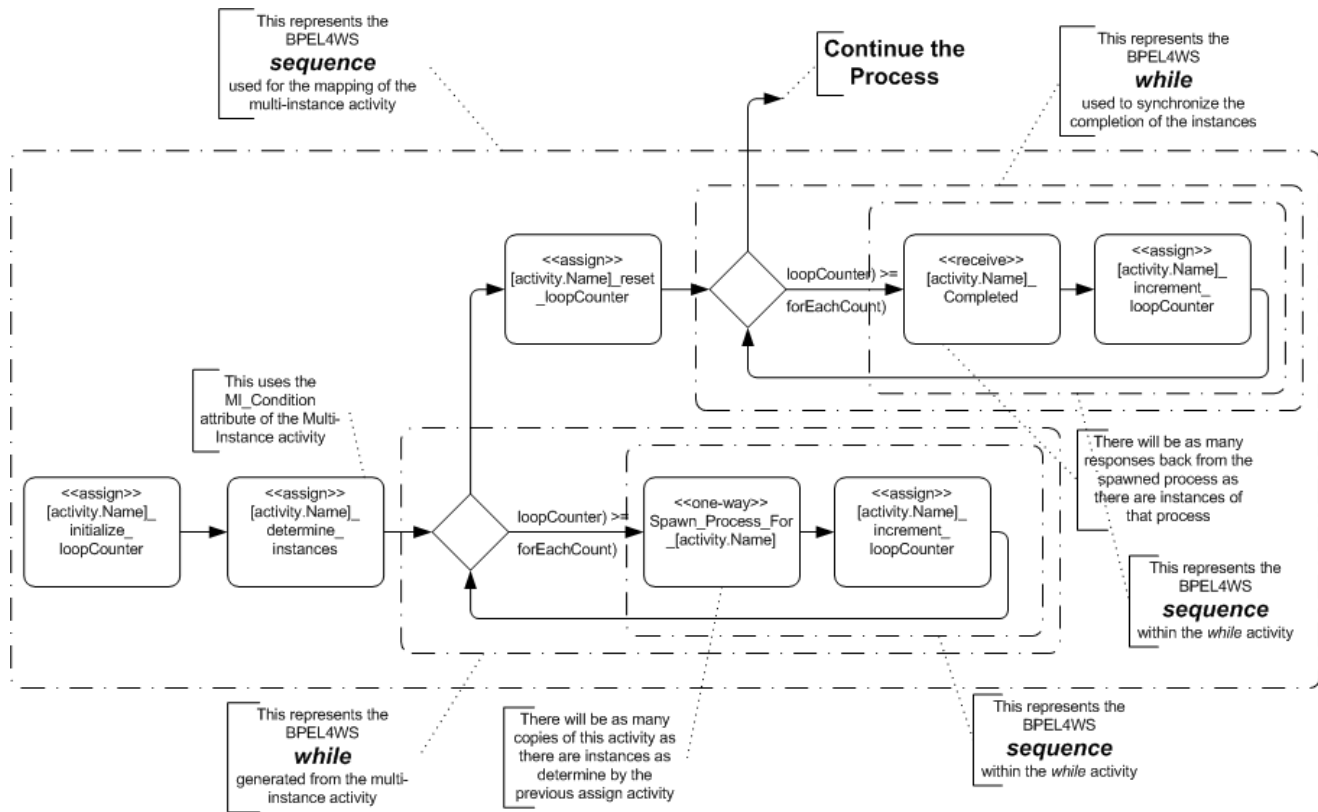 This represents the
BPEL4WS
sequence
used for the mapping of the
multi-instance activity
Continue the
Process
This represents the
BPEL4WS
while
used to synchronize the
completion of the instances
<<assign>>
[activity.Name]_reset
_loopCounter
loopCounter) >=
forEachCount)
<<receive>>
[activity.Name]_
Completed
<<assign>>
[activity.Name]_
increment_
loopCounter
This uses the
MI_Condition
attribute of the Multi-
Instance activity
There will be as many
responses back from the
spawned process as
there are instances of
that process
<<assign>>
[activity.Name]_
initialize_
loopCounter
<<assign>>
[activity.Name]_
determine_
instances
loopCounter) >=
forEachCount)
<<one-way>>
Spawn_Process_For
_[activity.Name]
<<assign>>
[activity.Name]_
increment_
loopCounter
This represents the
BPEL4WS
sequence
within the while activity
This represents the
BPEL4WS
while
generated from the multi-
instance activity
There will be as many
copies of this activity as
there are instances as
determine by the
previous assign activity
This represents the
BPEL4WS
sequence
within the while activity